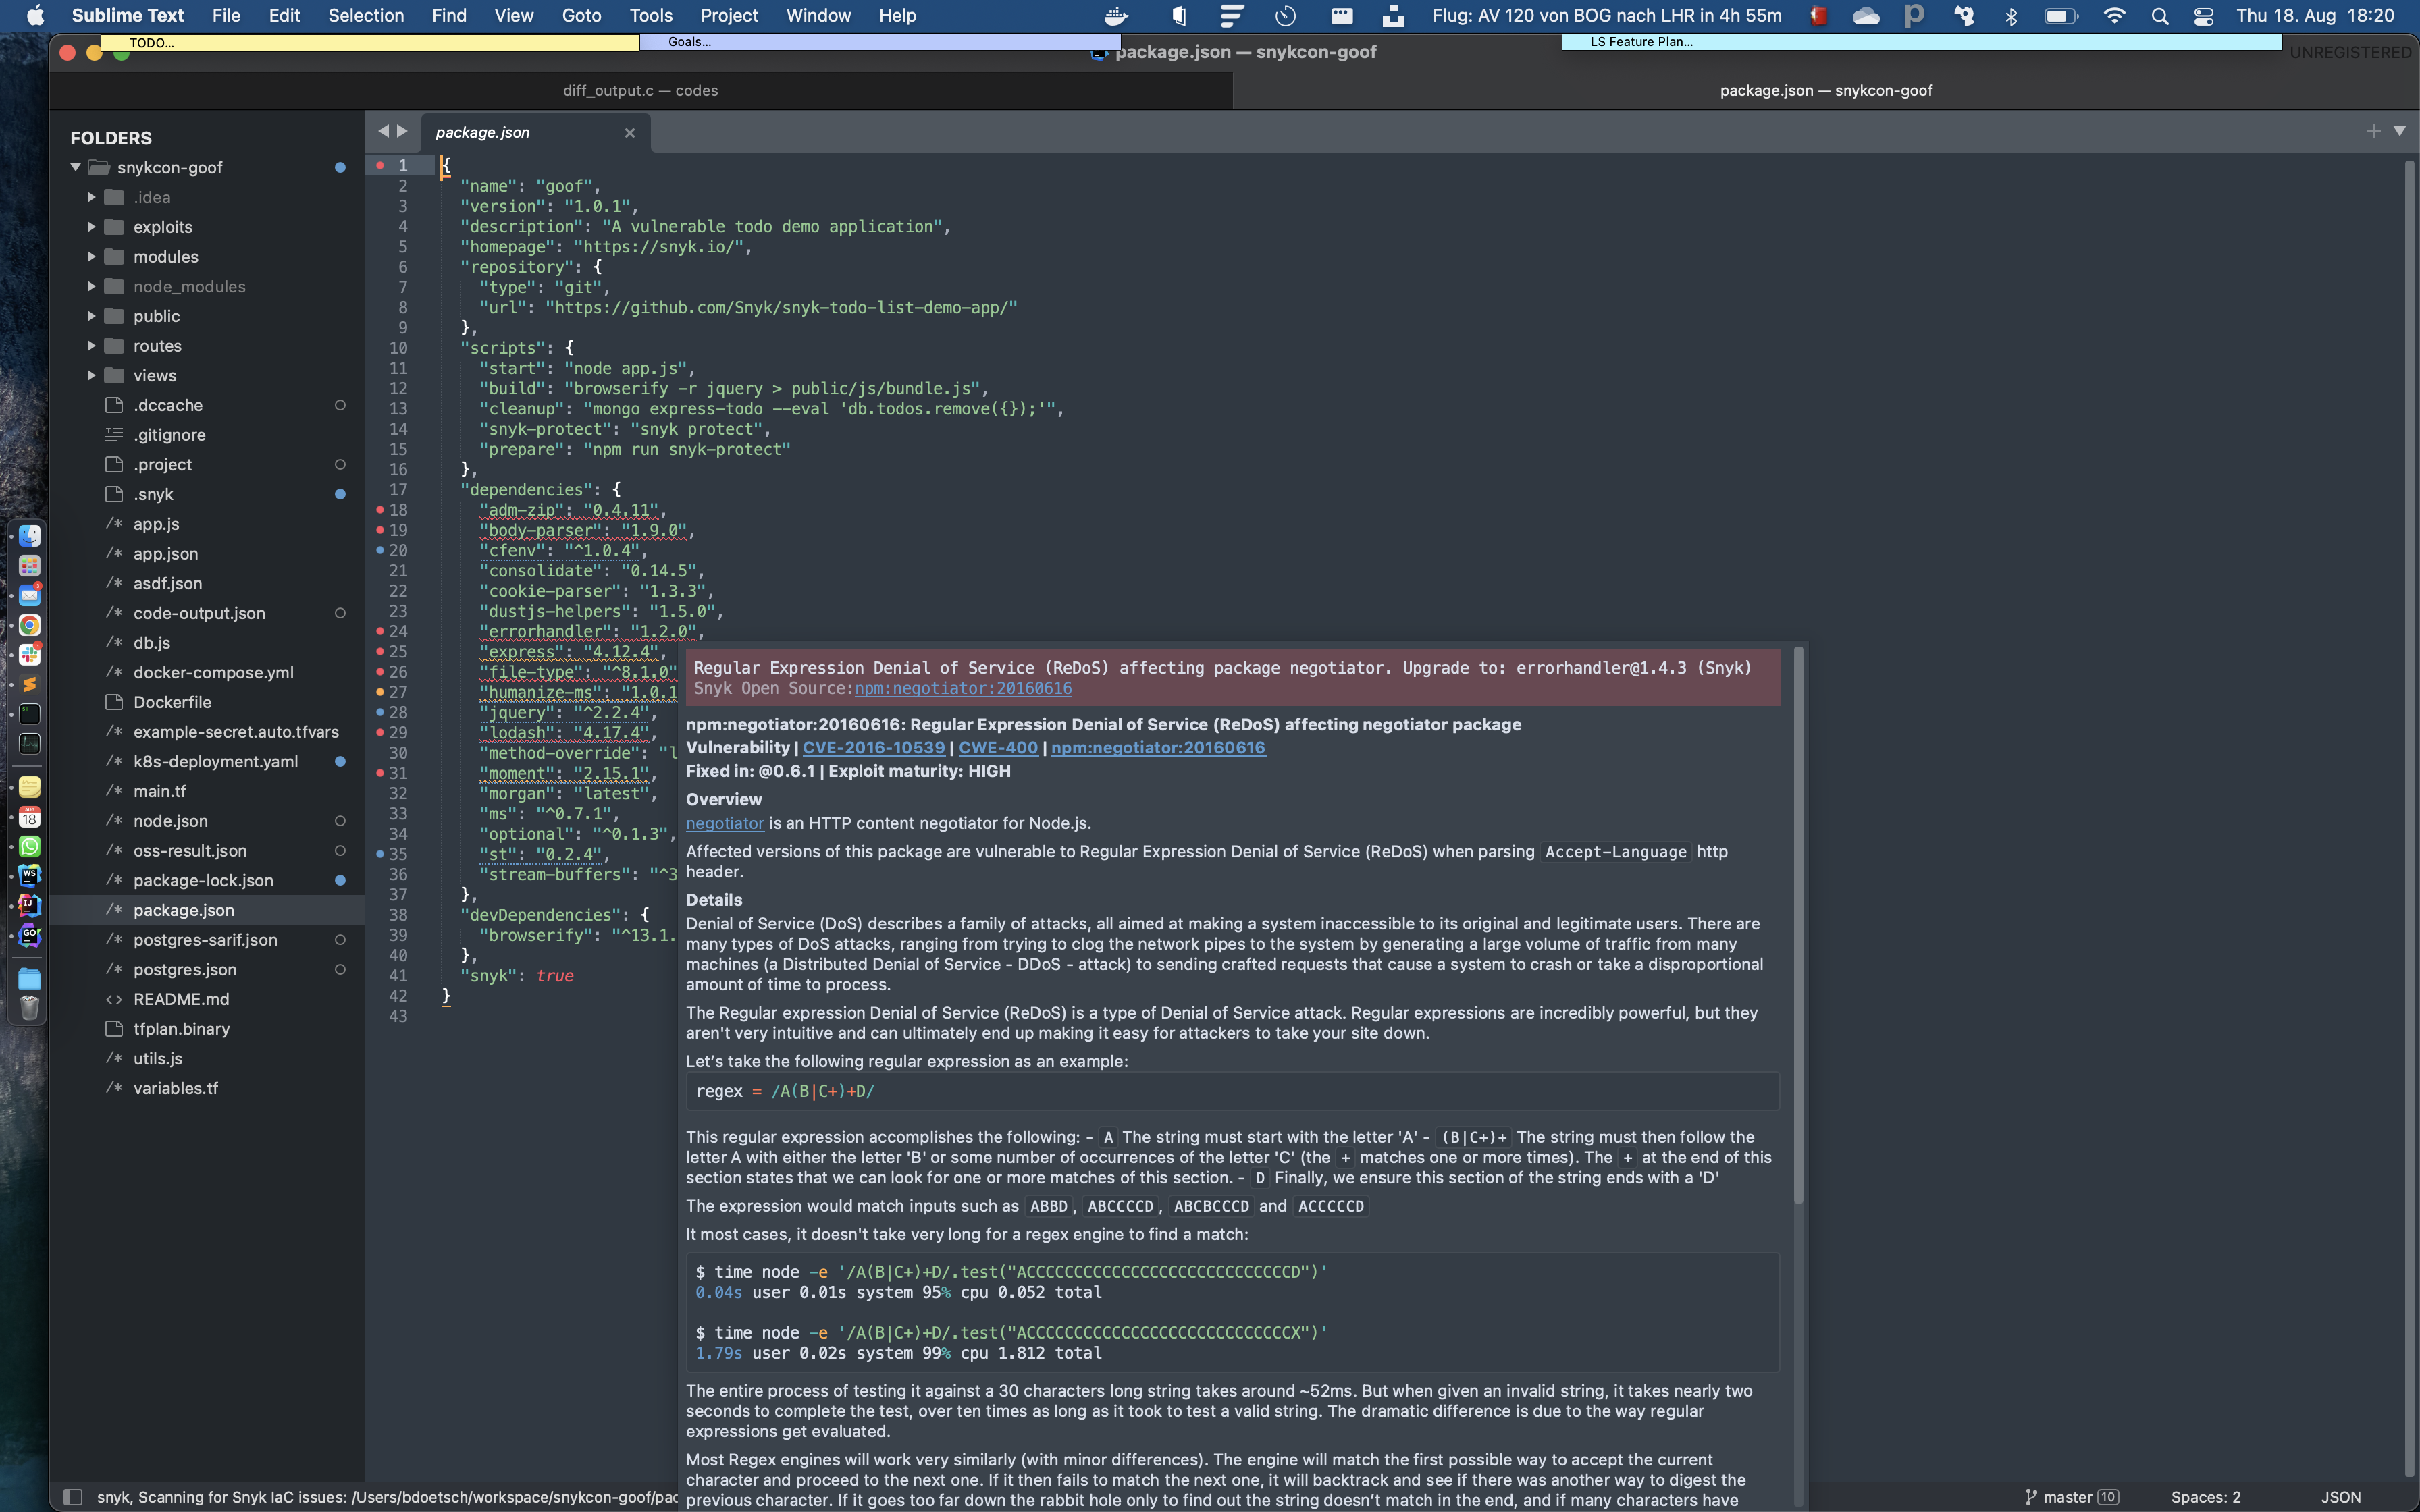 Sublime Text File Edit Selection Find View Goto Tools Project Window Help Flug: AV 120 von BOG nach LHR in 4h 55m Thu 18. Aug 18:20
TODO...
Goals...
LS Feature Plan...
package.json — snykcon-goof
UNREGISTERED
diff_output.c — codes
package.json — snykcon-goof
FOLDERS
snykcon-goof
.idea
exploits
modules
node_modules
public
routes
views
.dccache
.gitignore
.project
.snyk
/* app.js
/* app.json
/* asdf.json
/* code-output.json
/* db.js
/* docker-compose.yml
Dockerfile
/* example-secret.auto.tfvars
/* k8s-deployment.yaml
/* main.tf
/* node.json
/* oss-result.json
/* package-lock.json
/* package.json
/* postgres-sarif.json
/* postgres.json
<> README.md
tfplan.binary
/* utils.js
/* variables.tf
package.json ×
1 {
2 "name": "goof",
3 "version": "1.0.1",
4 "description": "A vulnerable todo demo application",
5 "homepage": "https://snyk.io/",
6 "repository": {
7 "type": "git",
8 "url": "https://github.com/Snyk/snyk-todo-list-demo-app/"
9 },
10 "scripts": {
11 "start": "node app.js",
12 "build": "browserify -r jquery > public/js/bundle.js",
13 "cleanup": "mongo express-todo --eval 'db.todos.remove({});'",
14 "snyk-protect": "snyk protect",
15 "prepare": "npm run snyk-protect"
16 },
17 "dependencies": {
18 "adm-zip": "0.4.11",
19 "body-parser": "1.9.0",
20 "cfenv": "^1.0.4",
21 "consolidate": "0.14.5",
22 "cookie-parser": "1.3.3",
23 "dustjs-helpers": "1.5.0",
24 "errorhandler": "1.2.0",
25 "express": "4.12.4",
26 "file-type": "^8.1.0"
27 "humanize-ms": "1.0.1
28 "jquery": "^2.2.4",
29 "lodash": "4.17.4",
30 "method-override": "l
31 "moment": "2.15.1",
32 "morgan": "latest",
33 "ms": "^0.7.1",
34 "optional": "^0.1.3",
35 "st": "0.2.4",
36 "stream-buffers": "^3
37 },
38 "devDependencies": {
39 "browserify": "^13.1.
40 },
41 "snyk": true
42 }
43
Regular Expression Denial of Service (ReDoS) affecting package negotiator. Upgrade to: errorhandler@1.4.3 (Snyk)
Snyk Open Source:npm:negotiator:20160616
npm:negotiator:20160616: Regular Expression Denial of Service (ReDoS) affecting negotiator package
Vulnerability | CVE-2016-10539 | CWE-400 | npm:negotiator:20160616
Fixed in: @0.6.1 | Exploit maturity: HIGH
Overview
negotiator is an HTTP content negotiator for Node.js.
Affected versions of this package are vulnerable to Regular Expression Denial of Service (ReDoS) when parsing Accept-Language http
header.
Details
Denial of Service (DoS) describes a family of attacks, all aimed at making a system inaccessible to its original and legitimate users. There are
many types of DoS attacks, ranging from trying to clog the network pipes to the system by generating a large volume of traffic from many
machines (a Distributed Denial of Service - DDoS - attack) to sending crafted requests that cause a system to crash or take a disproportional
amount of time to process.
The Regular expression Denial of Service (ReDoS) is a type of Denial of Service attack. Regular expressions are incredibly powerful, but they
aren't very intuitive and can ultimately end up making it easy for attackers to take your site down.
Let's take the following regular expression as an example:
regex = /A(B|C+)+D/
This regular expression accomplishes the following: - A The string must start with the letter 'A' - (B|C+)+ The string must then follow the
letter A with either the letter 'B' or some number of occurrences of the letter 'C' (the + matches one or more times). The + at the end of this
section states that we can look for one or more matches of this section. - D Finally, we ensure this section of the string ends with a 'D'
The expression would match inputs such as ABBD, ABCCCCD, ABCBCCCD and ACCCCCD
It most cases, it doesn't take very long for a regex engine to find a match:
$ time node -e '/A(B|C+)+D/.test("ACCCCCCCCCCCCCCCCCCCCCCCCCCCCD")'
0.04s user 0.01s system 95% cpu 0.052 total
$ time node -e '/A(B|C+)+D/.test("ACCCCCCCCCCCCCCCCCCCCCCCCCCCCX")'
1.79s user 0.02s system 99% cpu 1.812 total
The entire process of testing it against a 30 characters long string takes around ~52ms. But when given an invalid string, it takes nearly two
seconds to complete the test, over ten times as long as it took to test a valid string. The dramatic difference is due to the way regular
expressions get evaluated.
Most Regex engines will work very similarly (with minor differences). The engine will match the first possible way to accept the current
character and proceed to the next one. If it then fails to match the next one, it will backtrack and see if there was another way to digest the
previous character. If it goes too far down the rabbit hole only to find out the string doesn't match in the end, and if many characters have
snyk, Scanning for Snyk IaC issues: /Users/bdoetsch/workspace/snykcon-goof/pac
master 10 Spaces: 2 JSON